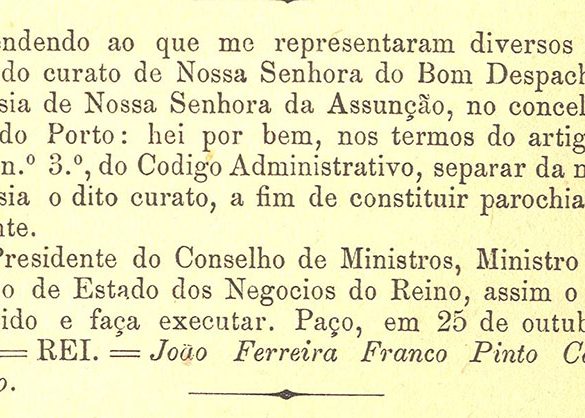 endendo ao que me representaram diversos
do curato de Nossa Senhora do Bom Despach
sia de Nossa Senhora da Assunção, no concel
do Porto: hei por bem, nos termos do artig
n.º 3.º, do Codigo Administrativo, separar da m
sia o dito curato, a fim de constituir parochia
nte.
Presidente do Conselho de Ministros, Ministro
o de Estado dos Negocios do Reino, assim o
ido e faça executar. Paço, em 25 de outub
= REI. = João Ferreira Franco Pinto Ca
o.